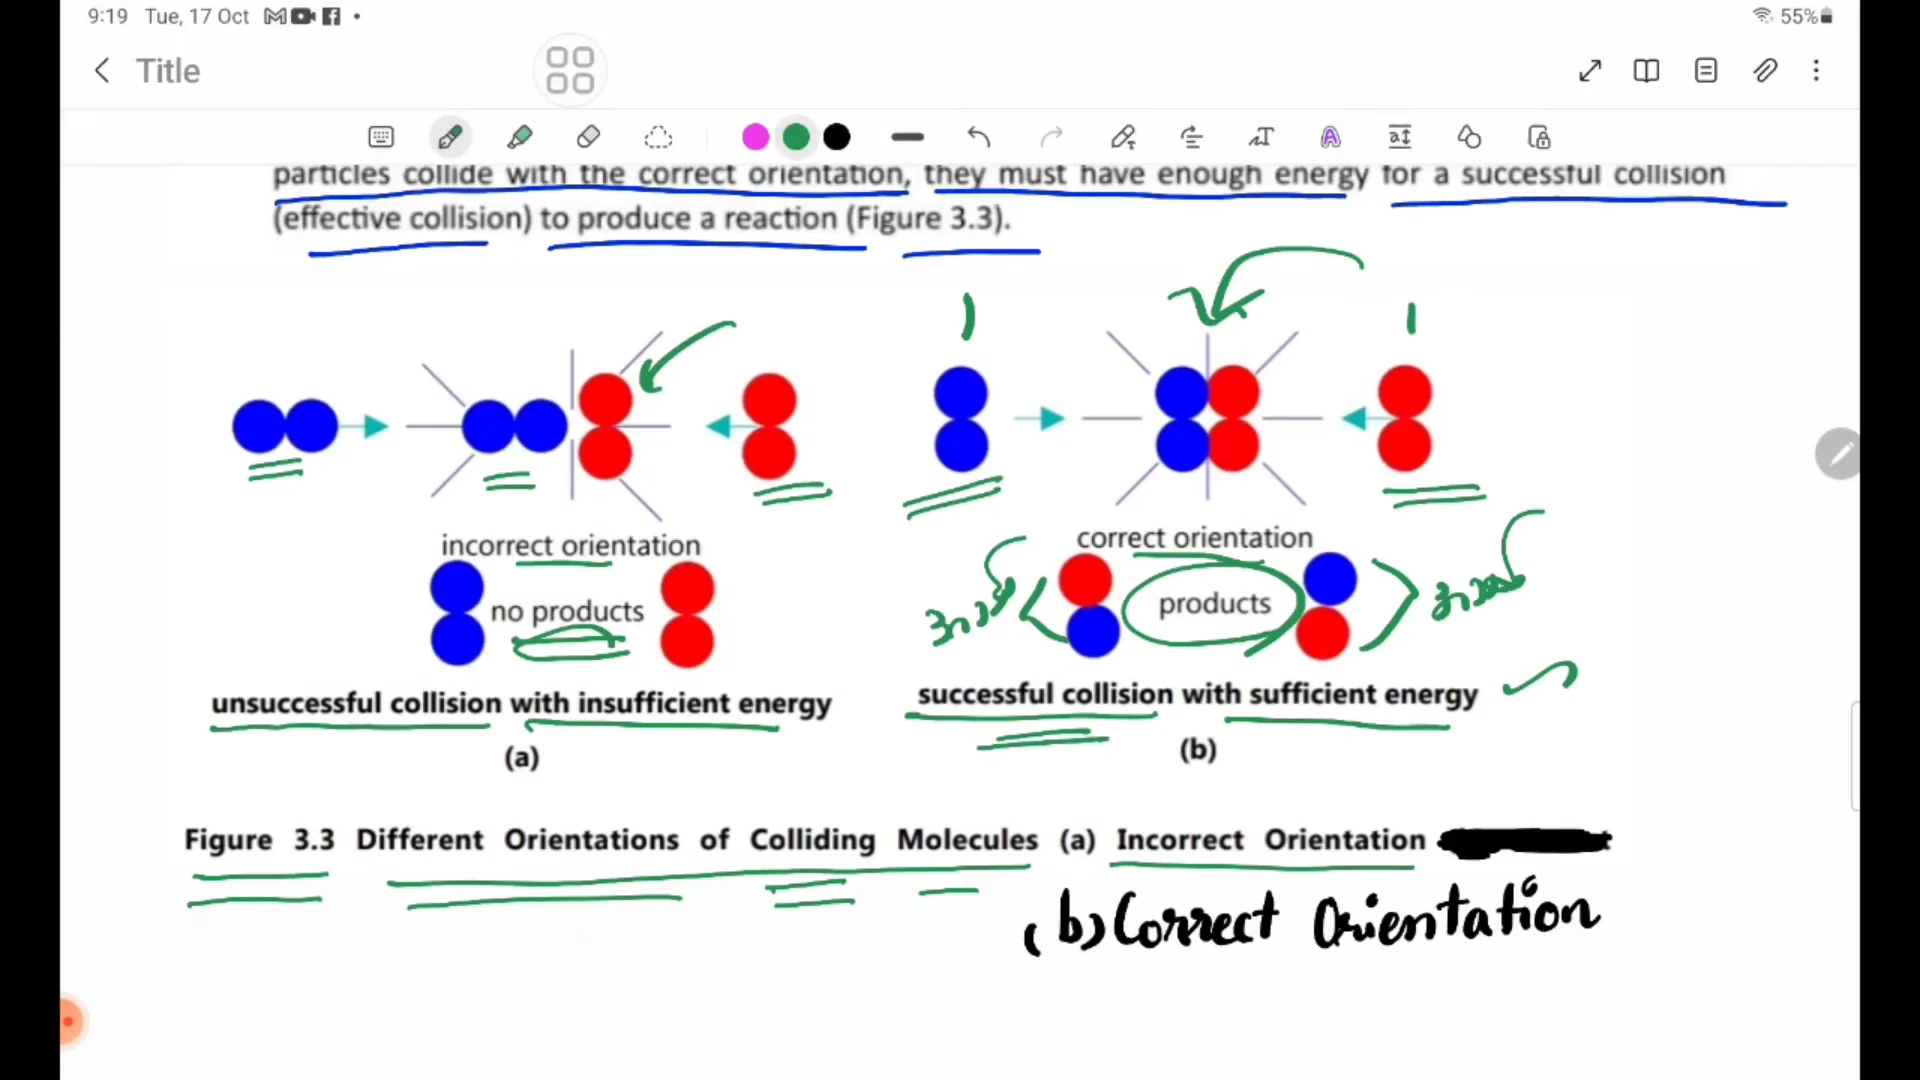 9:19 Tue, 17 Oct
55%
Title
particles collide with the correct orientation, they must have enough energy for a successful collision
(effective collision) to produce a reaction (Figure 3.3).
incorrect orientation
no products
unsuccessful collision with insufficient energy
(a)
correct orientation
products
successful collision with sufficient energy
(b)
Figure 3.3 Different Orientations of Colliding Molecules (a) Incorrect Orientation
(b) Correct Orientation